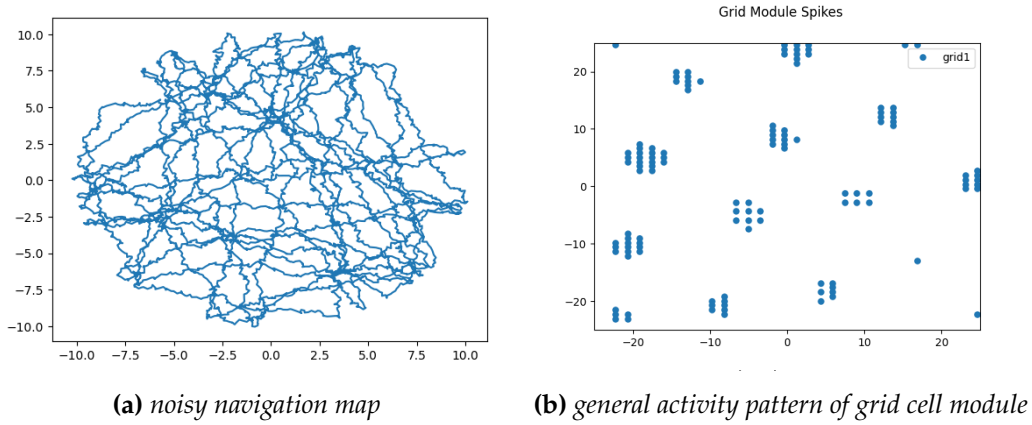 Grid Module Spikes
10.0
7.5
5.0
2.5
0.0
−2.5
−5.0
−7.5
−10.0
−10.0 −7.5 −5.0 −2.5 0.0 2.5 5.0 7.5 10.0
grid1
20
10
0
−10
−20
−20 −10 0 10 20
(a) noisy navigation map
(b) general activity pattern of grid cell module